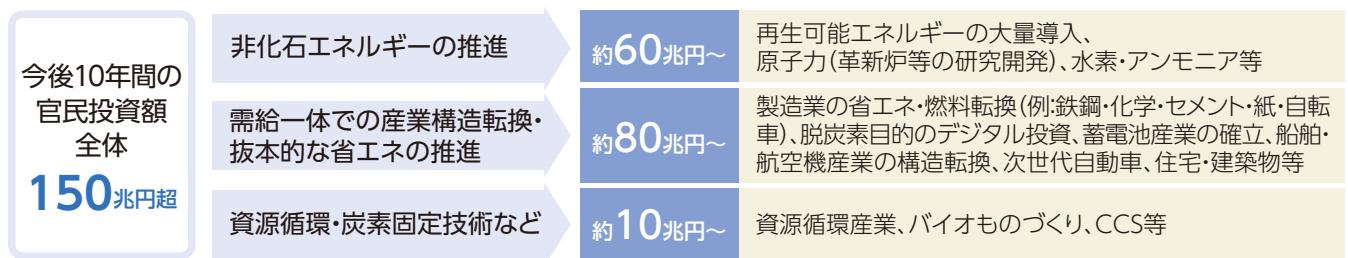 今後10年間の
官民投資額
全体
150兆円超
非化石エネルギーの推進
約60兆円～
再生可能エネルギーの大量導入、
原子力(革新炉等の研究開発)、水素・アンモニア等
需給一体での産業構造転換・
抜本的な省エネの推進
約80兆円～
製造業の省エネ・燃料転換(例:鉄鋼・化学・セメント・紙・自転
車)、脱炭素目的のデジタル投資、蓄電池産業の確立、船舶・
航空機産業の構造転換、次世代自動車、住宅・建築物等
資源循環・炭素固定技術など
約10兆円～
資源循環産業、バイオものづくり、CCS等